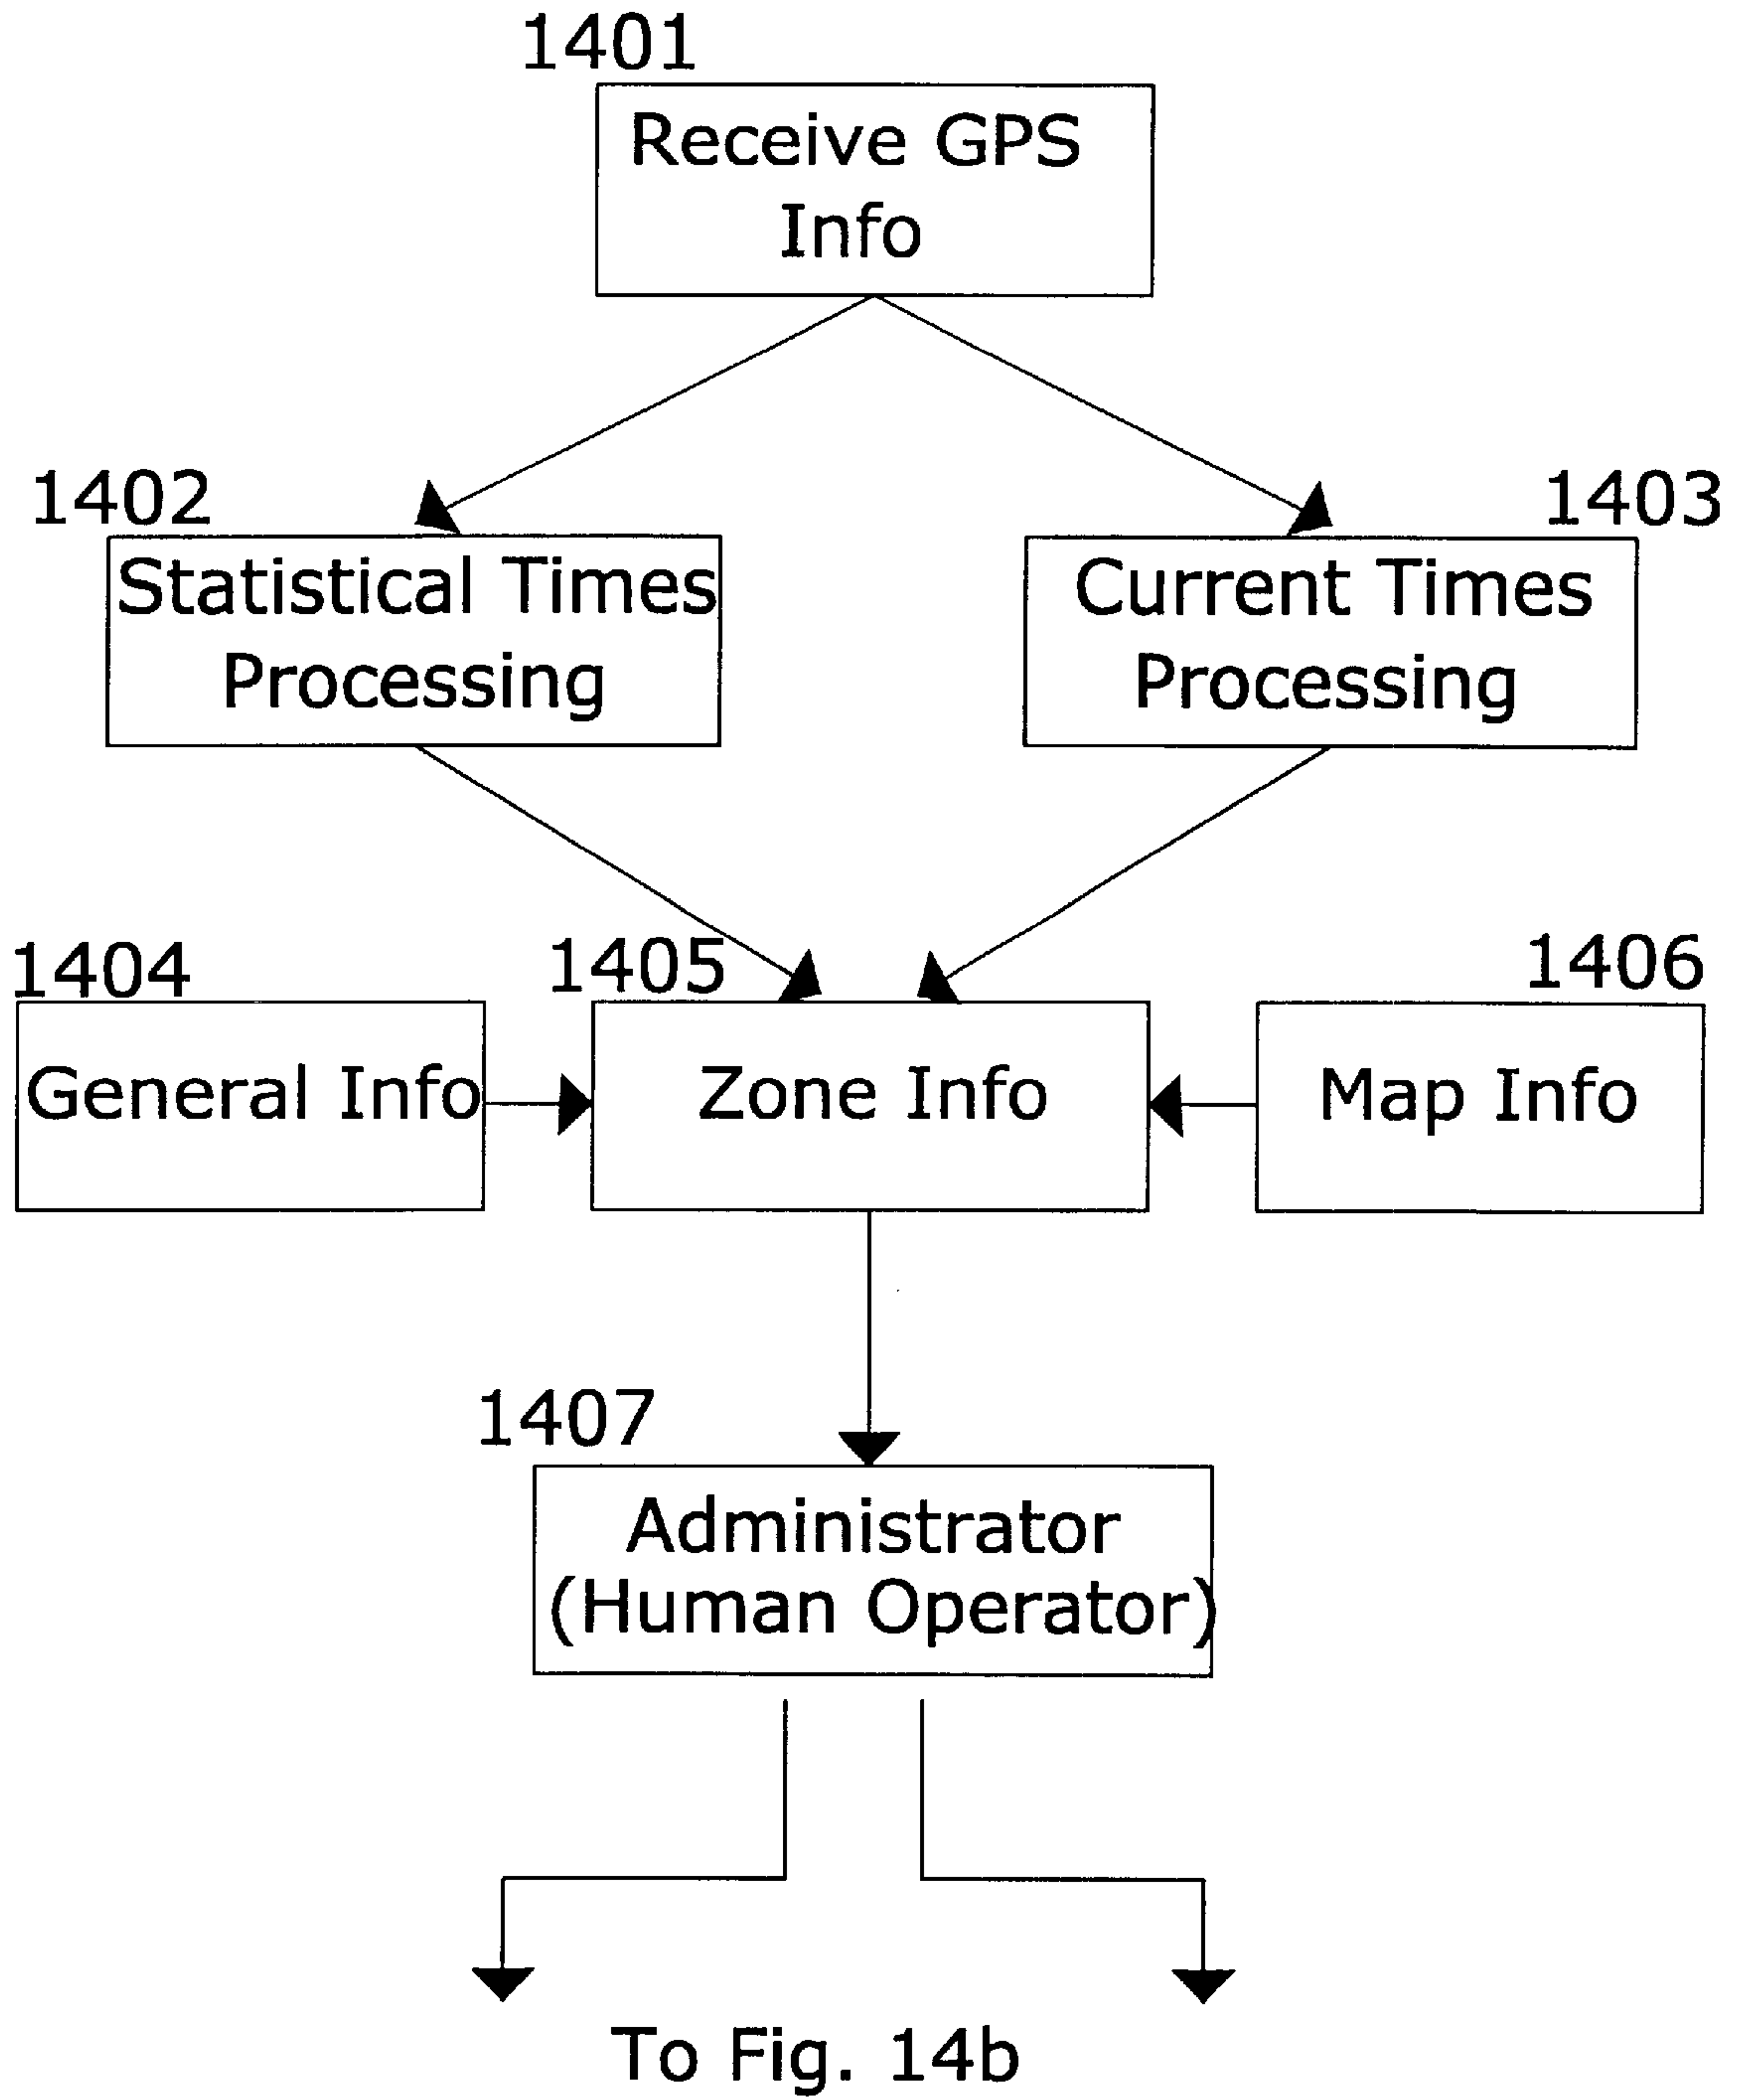 1401
Receive GPS
Info
1402
1403
Statistical Times
Processing
Current Times
Processing
1404
1405
1406
General Info
Zone Info
Map Info
1407
Administrator
(Human Operator)
To Fig. 14b